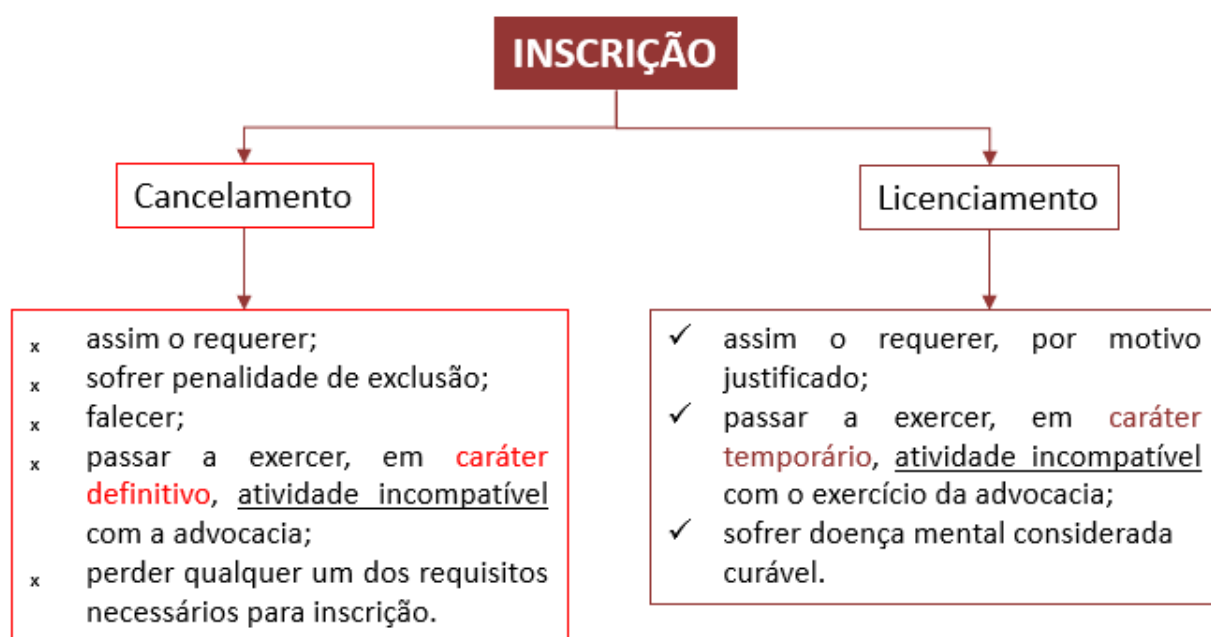 INSCRIÇÃO
Cancelamento
Licenciamento
x assim o requerer;
x sofrer penalidade de exclusão;
x falecer;
x passar a exercer, em caráter
definitivo, atividade incompatível
com a advocacia;
x perder qualquer um dos requisitos
necessários para inscrição.
✓ assim o requerer, por motivo
justificado;
✓ passar a exercer, em caráter
temporário, atividade incompatível
com o exercício da advocacia;
✓ sofrer doença mental considerada
curável.